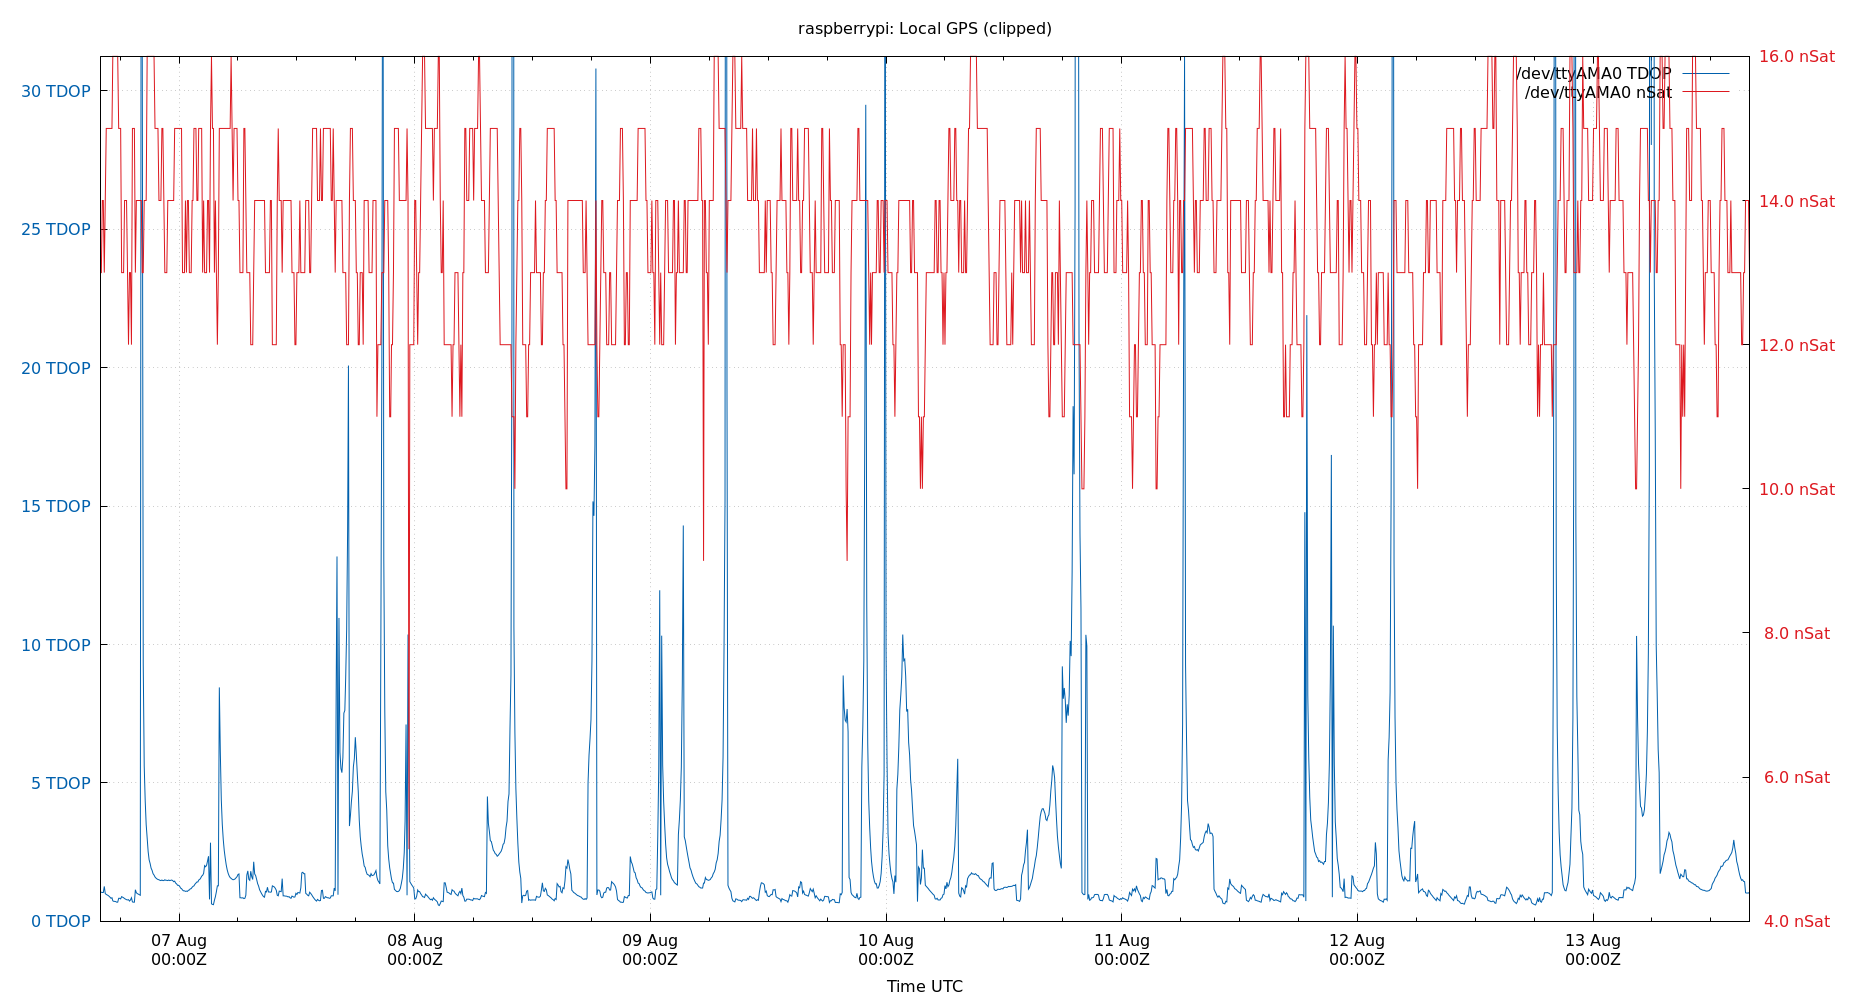 raspberrypi: Local GPS (clipped)
/dev/ttyAMA0 TDOP
/dev/ttyAMA0 nSat
30 TDOP
25 TDOP
20 TDOP
15 TDOP
10 TDOP
5 TDOP
0 TDOP
16.0 nSat
14.0 nSat
12.0 nSat
10.0 nSat
8.0 nSat
6.0 nSat
4.0 nSat
07 Aug
00:00Z
08 Aug
00:00Z
09 Aug
00:00Z
10 Aug
00:00Z
11 Aug
00:00Z
12 Aug
00:00Z
13 Aug
00:00Z
Time UTC